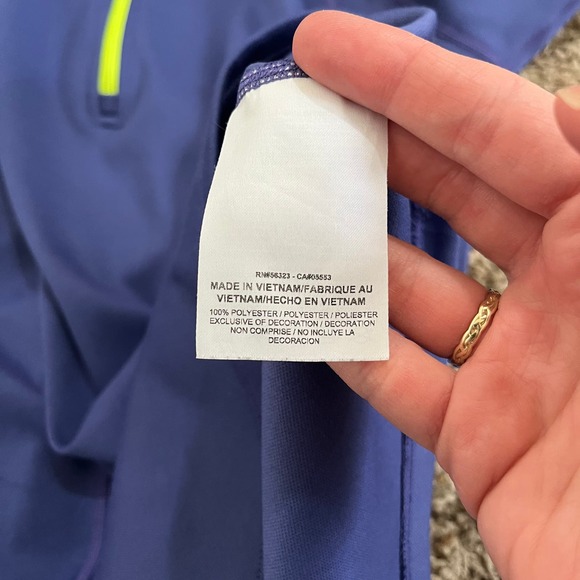 RN#56323 - CA#05553
MADE IN VIETNAM/FABRIQUE AU
VIETNAM/HECHO EN VIETNAM
100% POLYESTER / POLYESTER / POLIESTER
EXCLUSIVE OF DECORATION / DECORATION
NON COMPRISE / NO INCLUYE LA
DECORACION